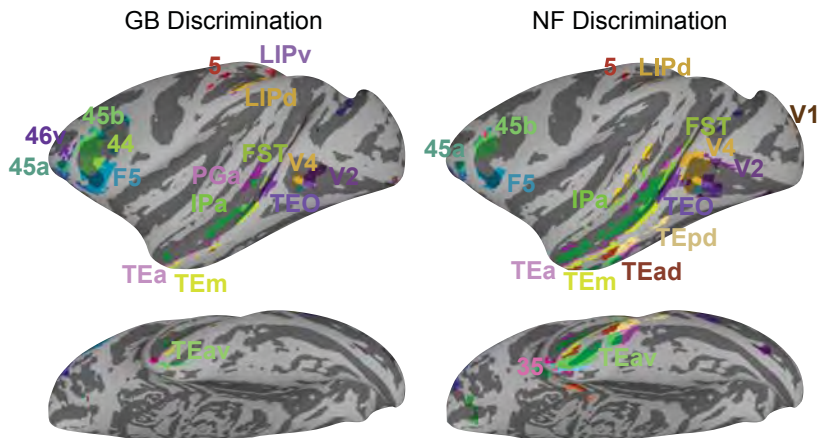 GB Discrimination
5 LIPv
LIPd
45b
46v
44
45a
F5
FST
V4
PGa
V2
IPa
TEO
TEa
TEm
TEav
NF Discrimination
5 LIPd
V1
45b
FST
45a
V4
F5
V2
IPa
TEO
TEpd
TEa
TEad
TEm
35
TEav